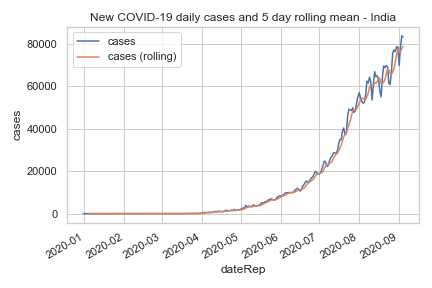 New COVID-19 daily cases and 5 day rolling mean - India
cases
cases (rolling)
80000
60000
40000
20000
0
cases
2020-01
2020-02
2020-03
2020-04
2020-05
2020-06
2020-07
2020-08
2020-09
dateRep